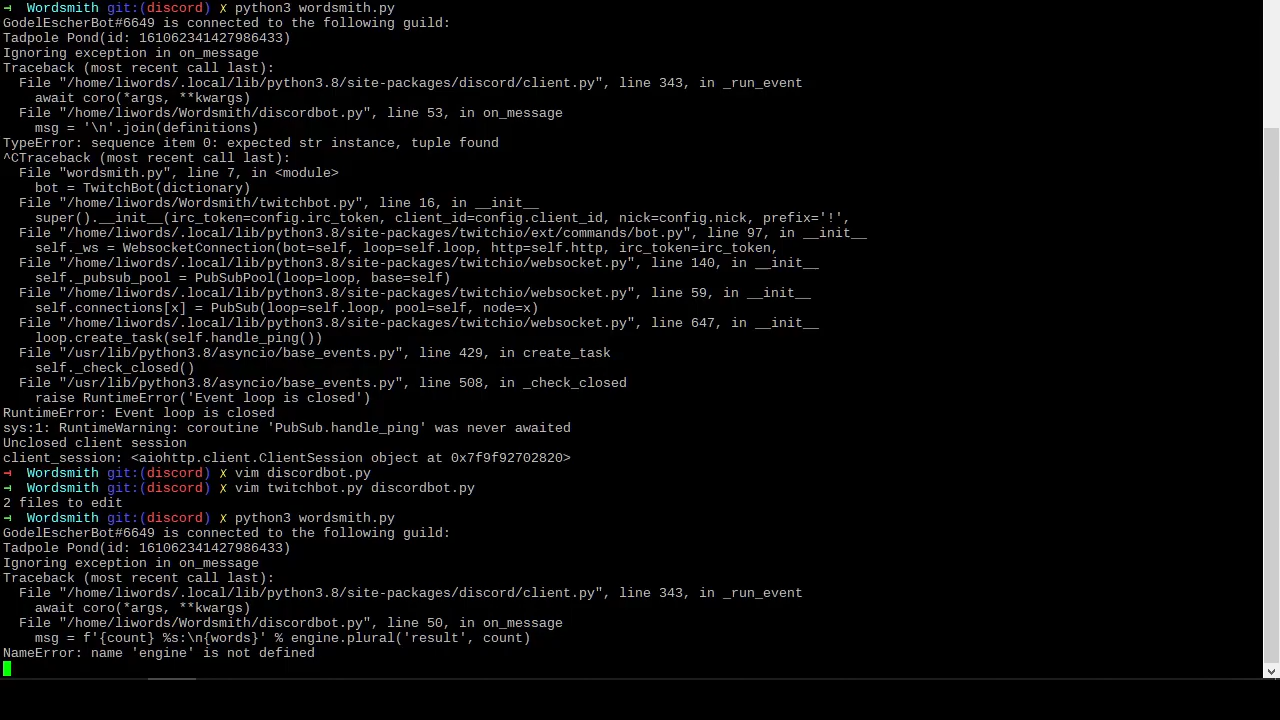 → Wordsmith git:(discord) ✗ python3 wordsmith.py
GodelEscherBot#6649 is connected to the following guild:
Tadpole Pond(id: 161062341427986433)
Ignoring exception in on_message
Traceback (most recent call last):
  File "/home/liwords/.local/lib/python3.8/site-packages/discord/client.py", line 343, in _run_event
    await coro(*args, **kwargs)
  File "/home/liwords/Wordsmith/discordbot.py", line 53, in on_message
    msg = '\n'.join(definitions)
TypeError: sequence item 0: expected str instance, tuple found
^CTraceback (most recent call last):
  File "wordsmith.py", line 7, in <module>
    bot = TwitchBot(dictionary)
  File "/home/liwords/Wordsmith/twitchbot.py", line 16, in __init__
    super().__init__(irc_token=config.irc_token, client_id=config.client_id, nick=config.nick, prefix='!',
  File "/home/liwords/.local/lib/python3.8/site-packages/twitchio/ext/commands/bot.py", line 97, in __init__
    self._ws = WebsocketConnection(bot=self, loop=self.loop, http=self.http, irc_token=irc_token,
  File "/home/liwords/.local/lib/python3.8/site-packages/twitchio/websocket.py", line 140, in __init__
    self._pubsub_pool = PubSubPool(loop=loop, base=self)
  File "/home/liwords/.local/lib/python3.8/site-packages/twitchio/websocket.py", line 59, in __init__
    self.connections[x] = PubSub(loop=self.loop, pool=self, node=x)
  File "/home/liwords/.local/lib/python3.8/site-packages/twitchio/websocket.py", line 647, in __init__
    loop.create_task(self.handle_ping())
  File "/usr/lib/python3.8/asyncio/base_events.py", line 429, in create_task
    self._check_closed()
  File "/usr/lib/python3.8/asyncio/base_events.py", line 508, in _check_closed
    raise RuntimeError('Event loop is closed')
RuntimeError: Event loop is closed
sys:1: RuntimeWarning: coroutine 'PubSub.handle_ping' was never awaited
Unclosed client session
client_session: <aiohttp.client.ClientSession object at 0x7f9f92702820>
→ Wordsmith git:(discord) ✗ vim discordbot.py
→ Wordsmith git:(discord) ✗ vim twitchbot.py discordbot.py
2 files to edit
→ Wordsmith git:(discord) ✗ python3 wordsmith.py
GodelEscherBot#6649 is connected to the following guild:
Tadpole Pond(id: 161062341427986433)
Ignoring exception in on_message
Traceback (most recent call last):
  File "/home/liwords/.local/lib/python3.8/site-packages/discord/client.py", line 343, in _run_event
    await coro(*args, **kwargs)
  File "/home/liwords/Wordsmith/discordbot.py", line 50, in on_message
    msg = f'{count} %s:\n{words}' % engine.plural('result', count)
NameError: name 'engine' is not defined